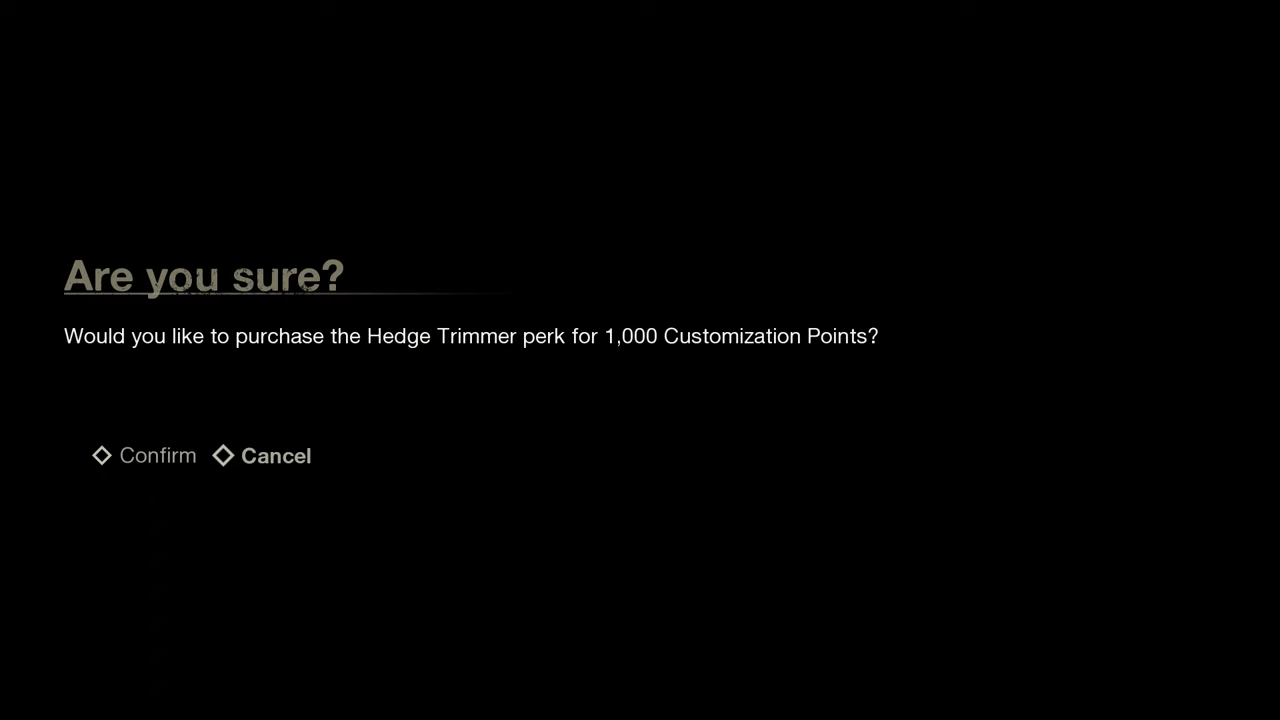 Are you sure?
Would you like to purchase the Hedge Trimmer perk for 1,000 Customization Points?
Confirm Cancel